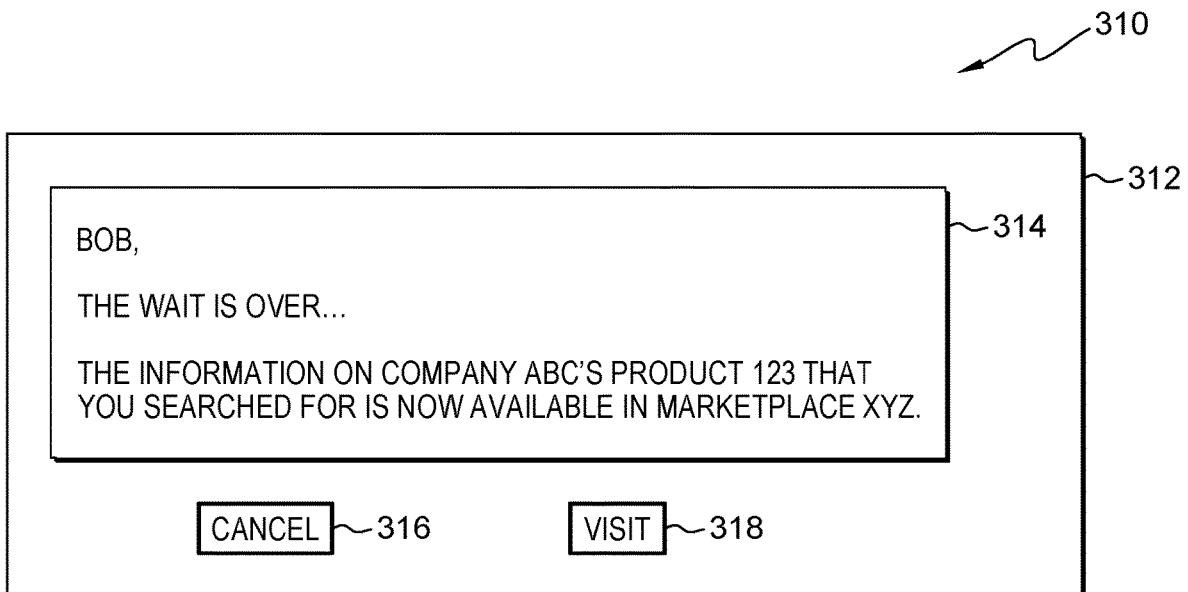 310
312
314
BOB,
THE WAIT IS OVER...
THE INFORMATION ON COMPANY ABC'S PRODUCT 123 THAT
YOU SEARCHED FOR IS NOW AVAILABLE IN MARKETPLACE XYZ.
CANCEL 316 VISIT 318